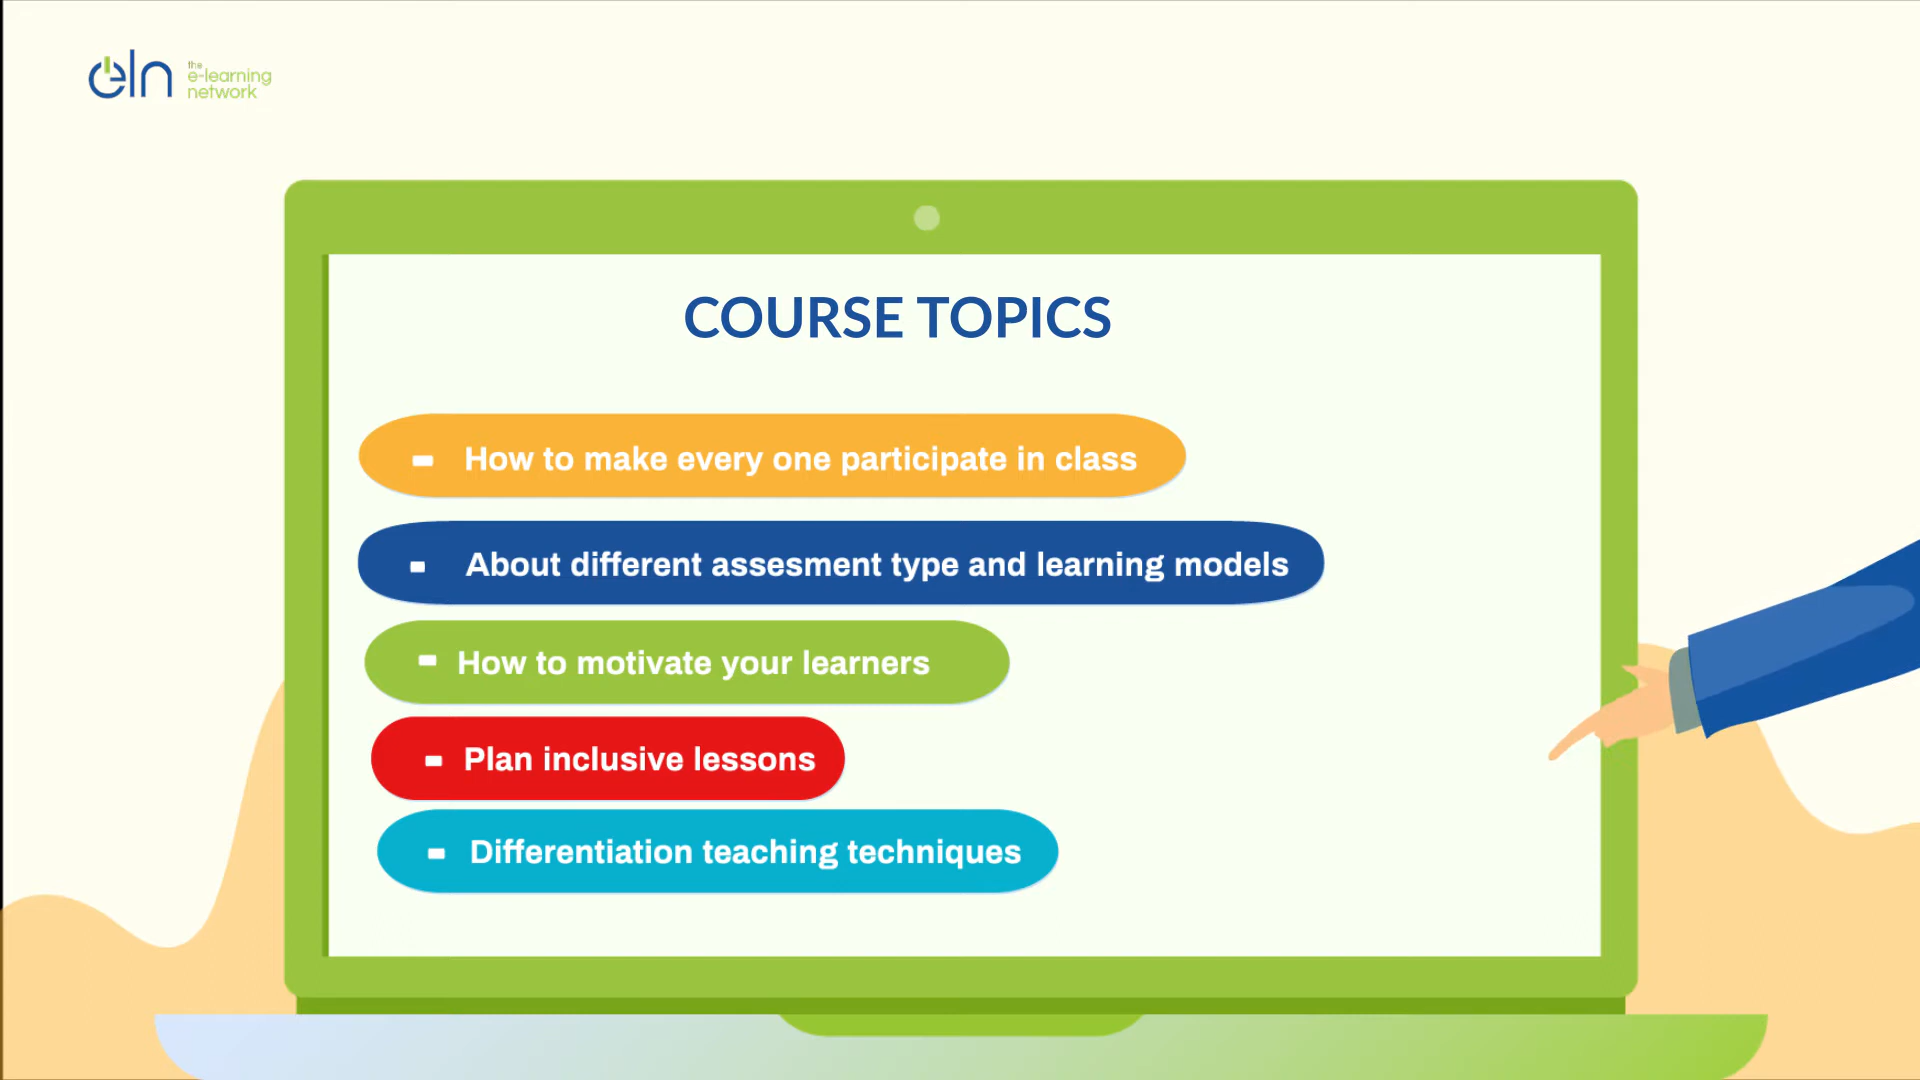 eln
the
e-learning
network
COURSE TOPICS
- How to make every one participate in class
- About different assesment type and learning models
- How to motivate your learners
- Plan inclusive lessons
- Differentiation teaching techniques